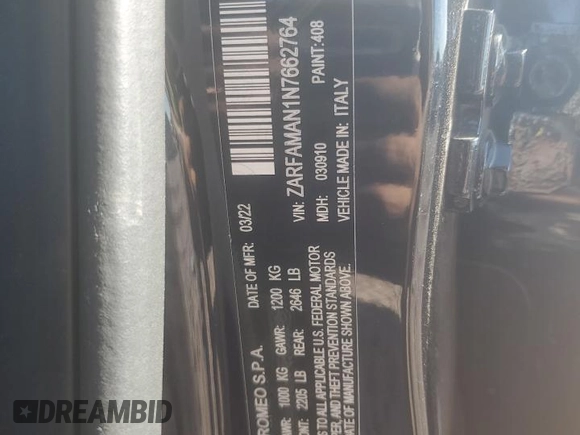 ROMEO S.P.A. DATE OF MFR: 03/22
1000 KG GAWR: 1200 KG
2205 LB REAR: 2646 LB
ALL APPLICABLE U.S. FEDERAL MOTOR
AND THEFT PREVENTION STANDARDS
OF MANUFACTURE SHOWN ABOVE.
VIN: ZARFAMAN1N7662764
MDH: 030910 PAINT: 408
VEHICLE MADE IN: ITALY
DREAMBID